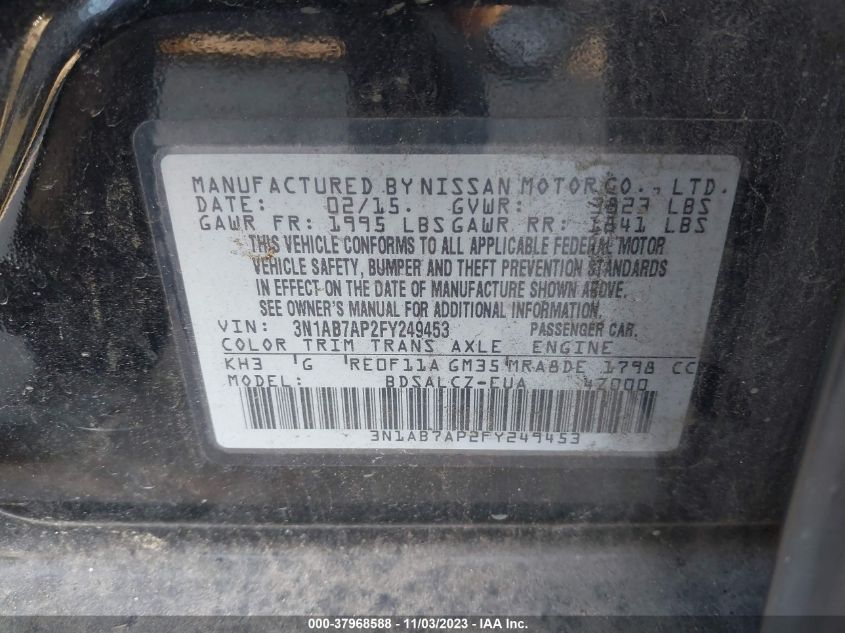 MANUFACTURED BY NISSAN MOTOR CO., LTD.
DATE: 02/15. GVWR: 3823 LBS
GAWR FR: 1995 LBS GAWR RR: 1841 LBS
THIS VEHICLE CONFORMS TO ALL APPLICABLE FEDERAL MOTOR
VEHICLE SAFETY, BUMPER AND THEFT PREVENTION STANDARDS
IN EFFECT ON THE DATE OF MANUFACTURE SHOWN ABOVE.
SEE OWNER'S MANUAL FOR ADDITIONAL INFORMATION.
VIN: 3N1AB7AP2FY249453 PASSENGER CAR.
COLOR TRIM TRANS AXLE ENGINE
KH3 G RE0F11A GM35 MRA8DE 1798 CC
MODEL: BDSALCZ-EUA 4Z000
3N1AB7AP2FY249453
000-37968588 - 11/03/2023 - IAA Inc.